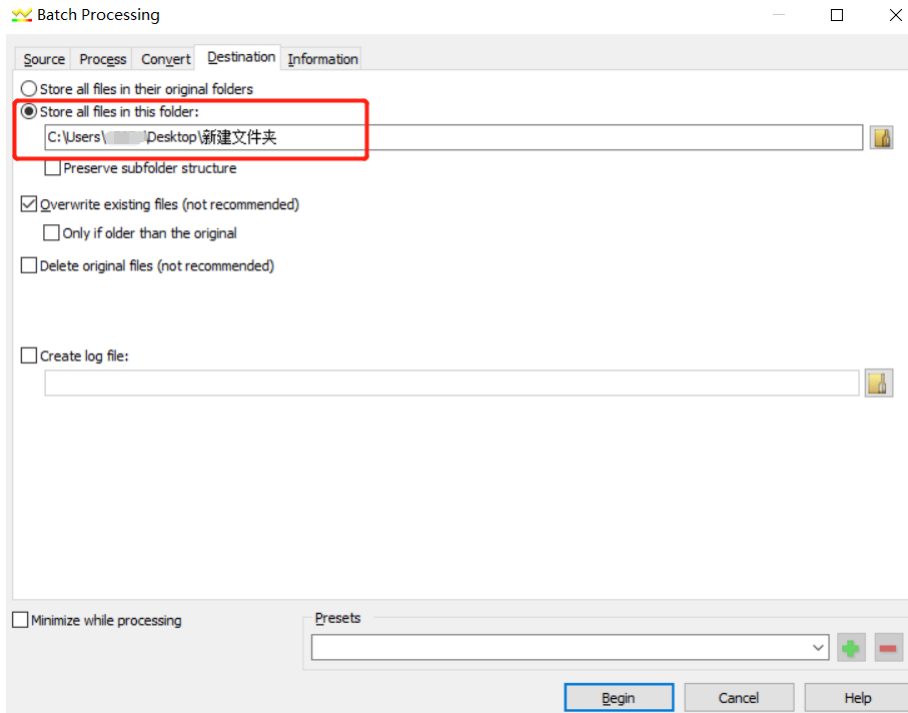 Batch Processing
Source Process Convert Destination Information
Store all files in their original folders
Store all files in this folder:
C:\Users\ \Desktop\新建文件夹
Preserve subfolder structure
Overwrite existing files (not recommended)
Only if older than the original
Delete original files (not recommended)
Create log file:
Minimize while processing
Presets
Begin Cancel Help